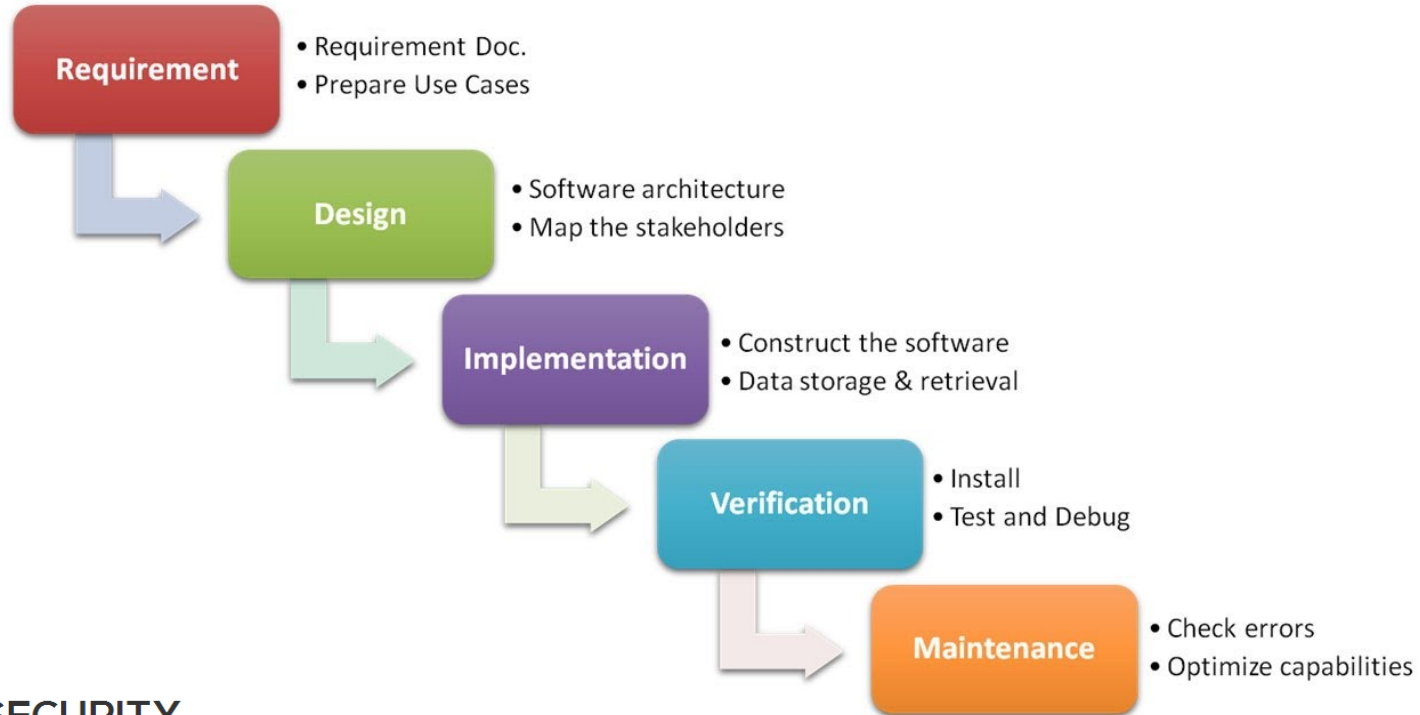 Requirement
• Requirement Doc.
• Prepare Use Cases
Design
• Software architecture
• Map the stakeholders
Implementation
• Construct the software
• Data storage & retrieval
Verification
• Install
• Test and Debug
Maintenance
• Check errors
• Optimize capabilities
SECURITY